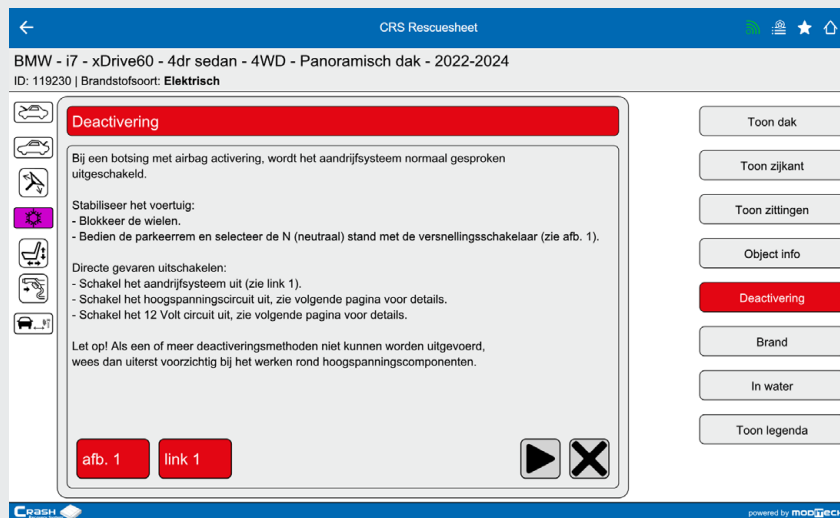 CRS Rescuesheet
BMW - i7 - xDrive60 - 4dr sedan - 4WD - Panoramisch dak - 2022-2024
ID: 119230 | Brandstofsoort: Elektrisch
Deactivering
Bij een botsing met airbag activering, wordt het aandrijfsysteem normaal gesproken
uitgeschakeld.
Stabiliseer het voertuig:
- Blokkeer de wielen.
- Bedien de parkeerrem en selecteer de N (neutraal) stand met de versnellingsschakelaar (zie afb. 1).
Directe gevaren uitschakelen:
- Schakel het aandrijfsysteem uit (zie link 1).
- Schakel het hoogspanningscircuit uit, zie volgende pagina voor details.
- Schakel het 12 Volt circuit uit, zie volgende pagina voor details.
Let op! Als een of meer deactiveringsmethoden niet kunnen worden uitgevoerd,
wees dan uiterst voorzichtig bij het werken rond hoogspanningscomponenten.
afb. 1
link 1
Toon dak
Toon zijkant
Toon zittingen
Object info
Deactivering
Brand
In water
Toon legenda
CRASH
powered by MODITECH